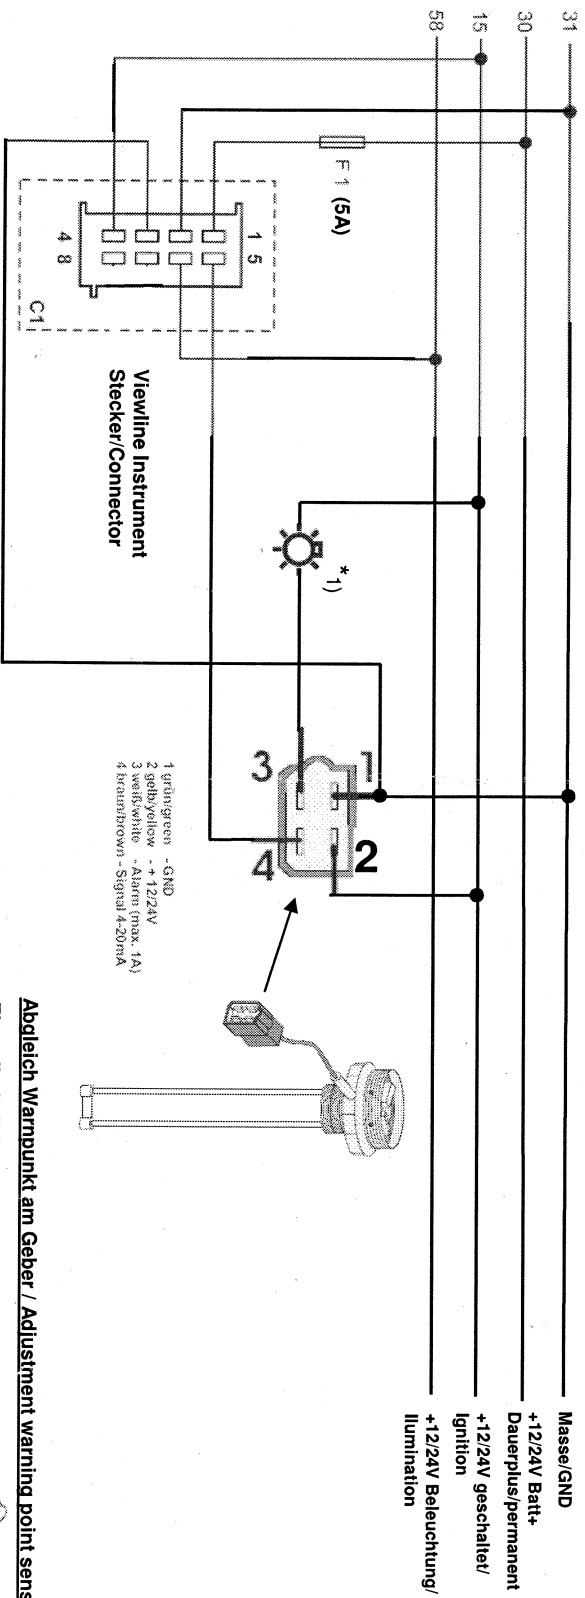 31
30
15
58
Masse/GND
+12/24V Batt+
Dauerplus/permanent
+12/24V geschaltet/
Ignition
+12/24V Beleuchtung/
Ilumination
F 1 (5A)
1 5
4 8
C1
Viewline Instrument
Stecker/Connector
*1)
1
2
3
4
1 grün/green - GND
2 gelb/yellow - + 12/24V
3 weiß/white - Alarm (max. 1A)
4 braun/brown - Signal 4-20mA
Abgleich Warnpunkt am Geber / Adjustment warning point sens